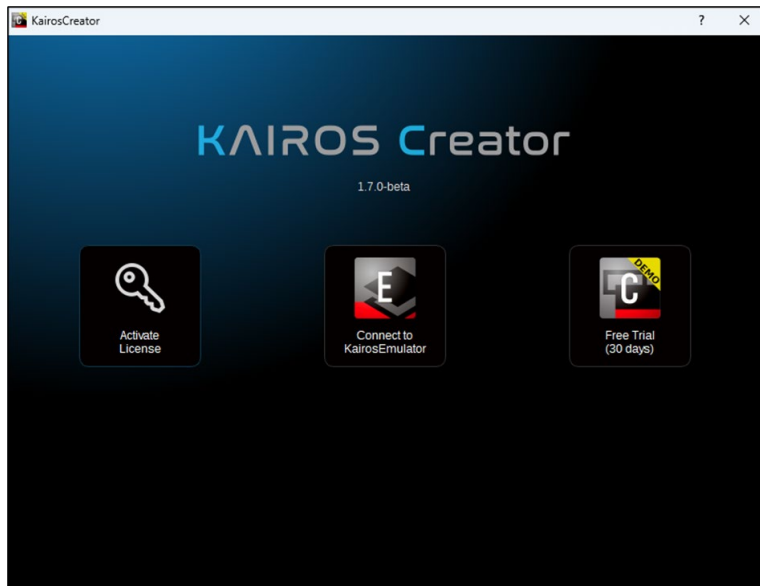 KairosCreator
KAIROS Creator
1.7.0-beta
Activate
License
E
Connect to
KairosEmulator
DEMO
C
Free Trial
(30 days)